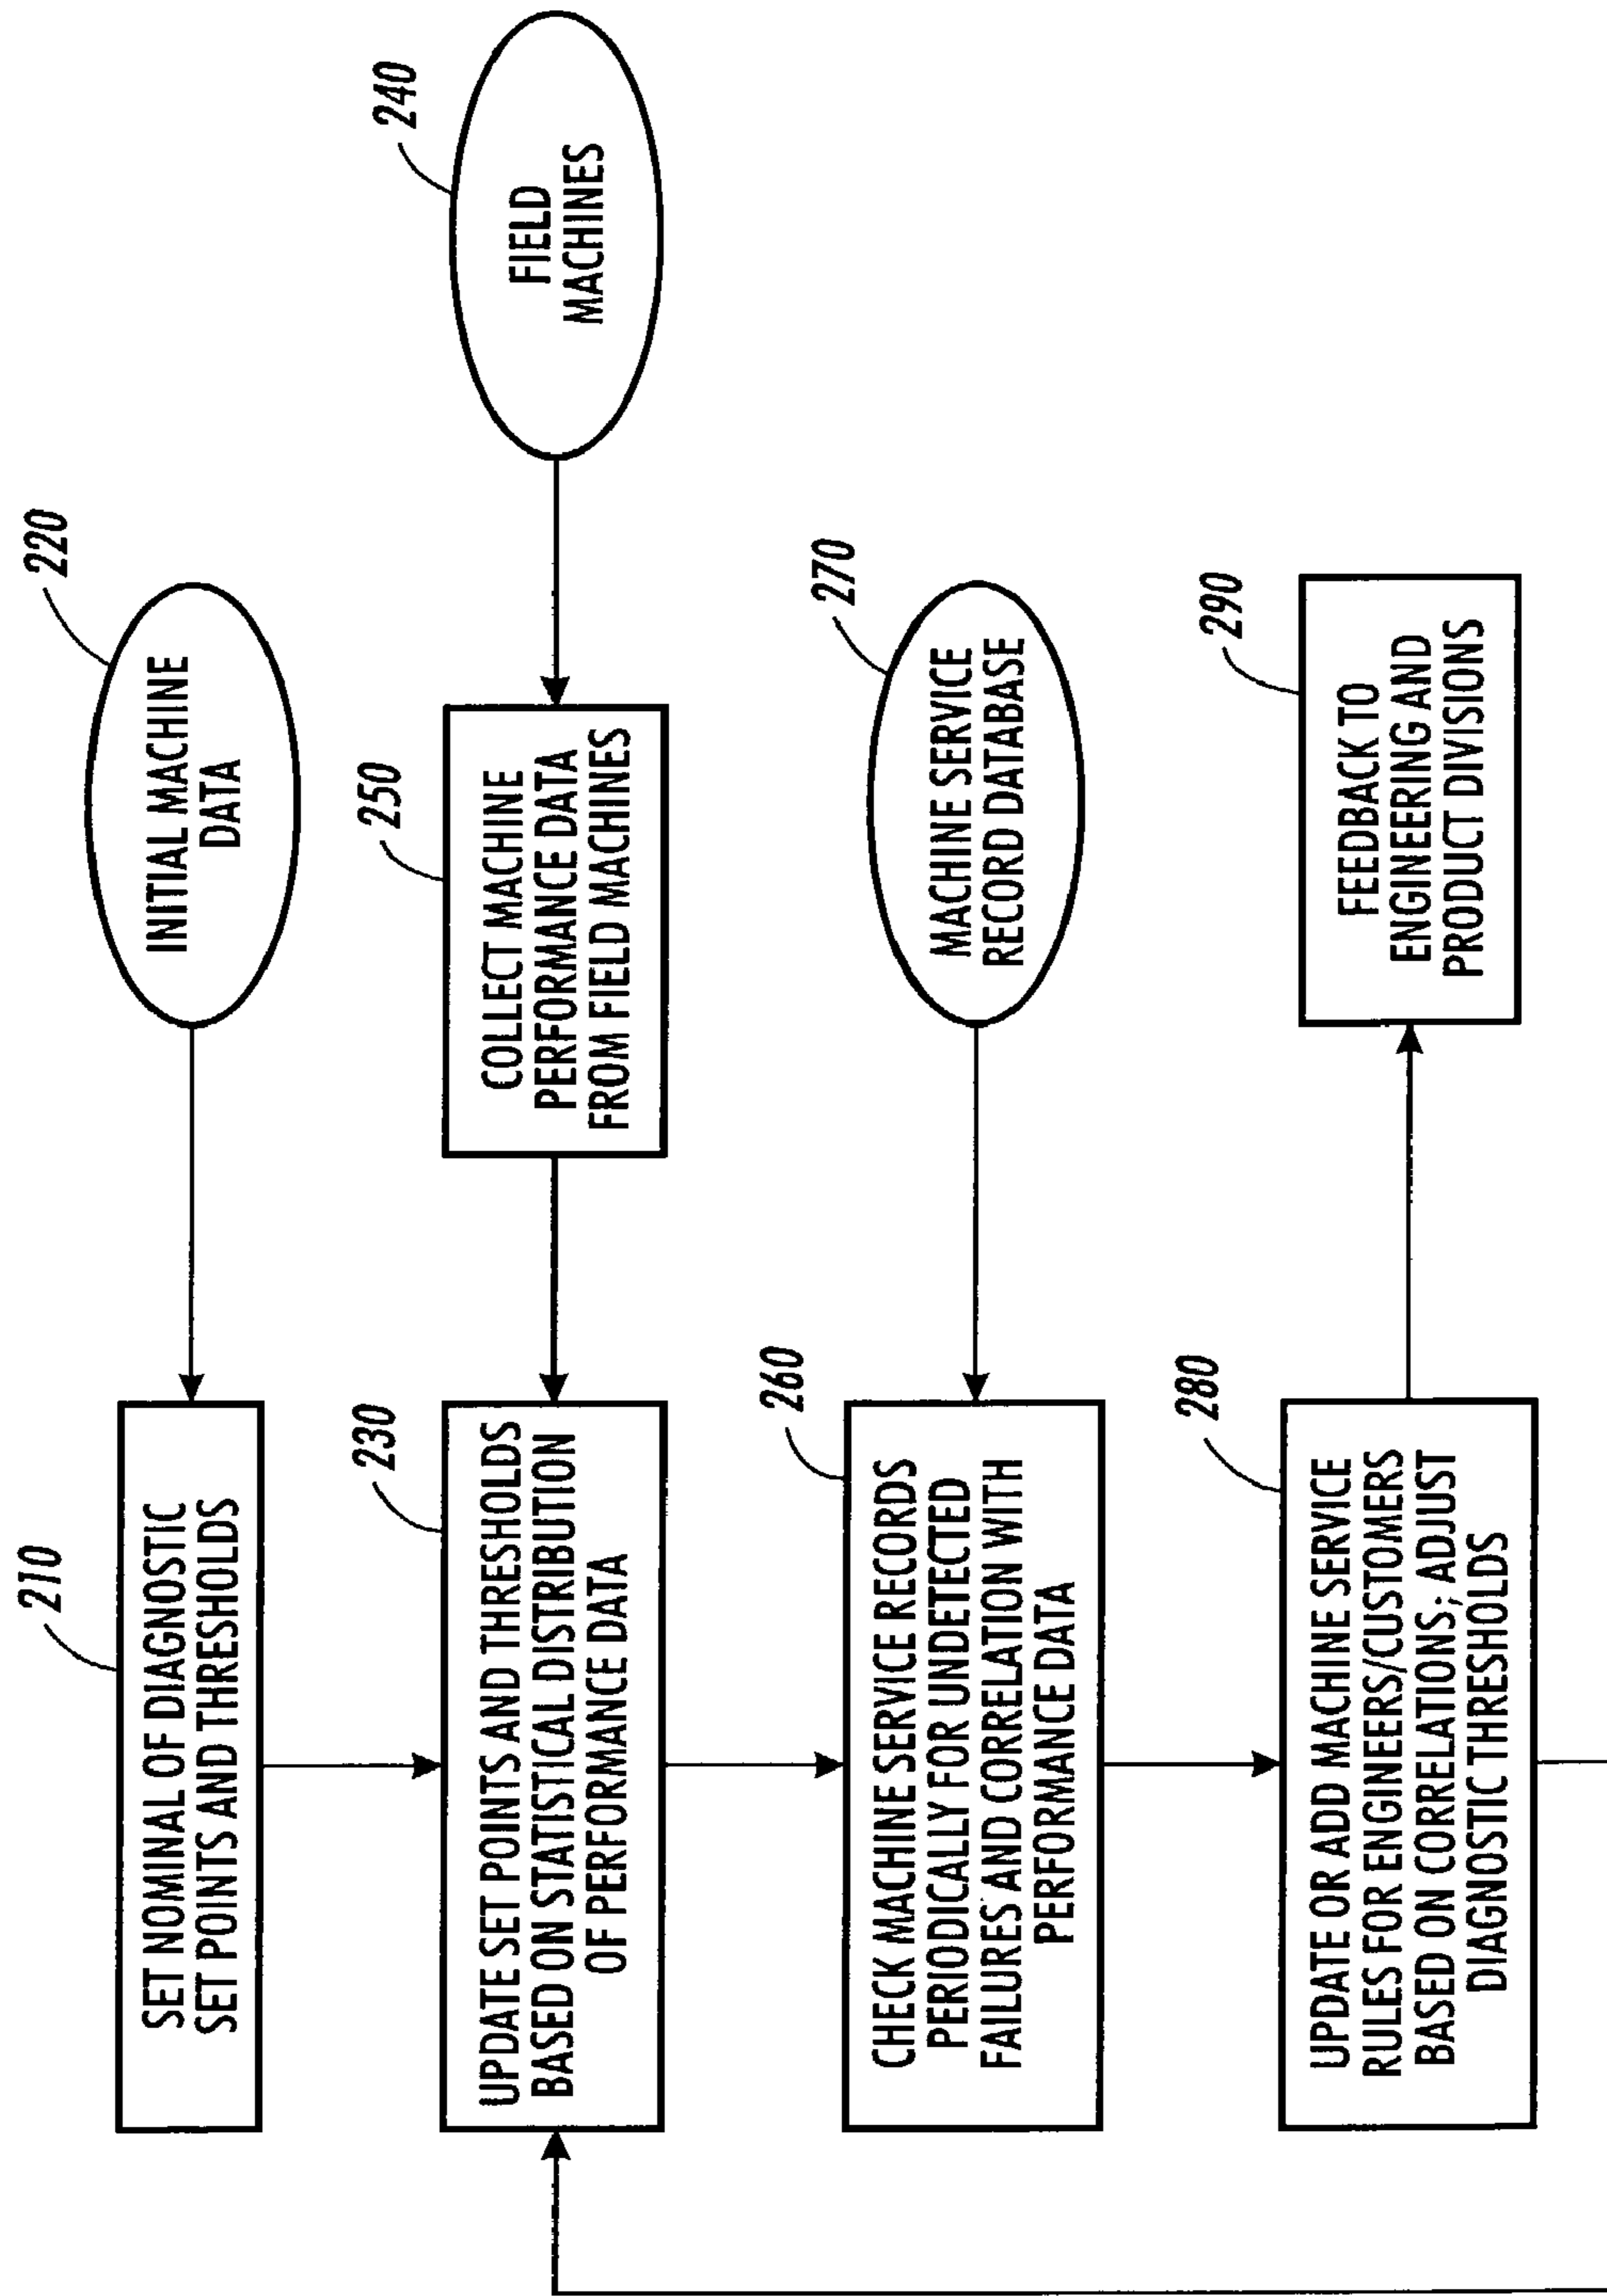 210
SET NOMINAL OF DIAGNOSTIC
SET POINTS AND THRESHOLDS
220
INITIAL MACHINE
DATA
230
UPDATE SET POINTS AND THRESHOLDS
BASED ON STATISTICAL DISTRIBUTION
OF PERFORMANCE DATA
250
COLLECT MACHINE
PERFORMANCE DATA
FROM FIELD MACHINES
240
FIELD
MACHINES
260
CHECK MACHINE SERVICE RECORDS
PERIODICALLY FOR UNDETECTED
FAILURES AND CORRELATION WITH
PERFORMANCE DATA
270
MACHINE SERVICE
RECORD DATABASE
280
UPDATE OR ADD MACHINE SERVICE
RULES FOR ENGINEERS/CUSTOMERS
BASED ON CORRELATIONS; ADJUST
DIAGNOSTIC THRESHOLDS
290
FEEDBACK TO
ENGINEERING AND
PRODUCT DIVISIONS